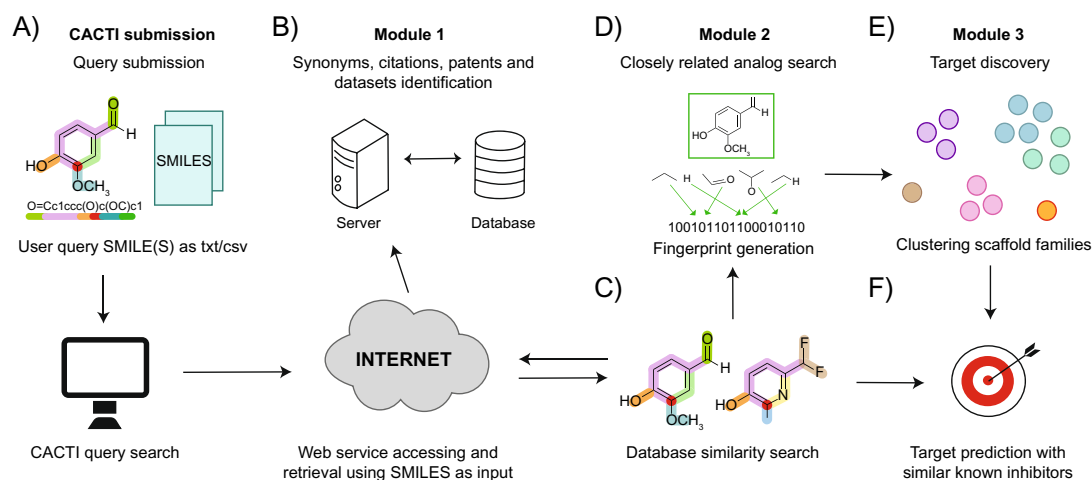 A)
CACTI submission
Query submission
O
H
HO
OCH3
SMILES
O=Cc1ccc(O)c(OC)c1
User query SMILE(S) as txt/csv
CACTI query search
B)
Module 1
Synonyms, citations, patents and
datasets identification
Server
Database
INTERNET
Web service accessing and
retrieval using SMILES as input
C)
O
H
HO
OCH3
F
F
N
HO
I
Database similarity search
D)
Module 2
Closely related analog search
H
HO
OCH3
H
O
O
H
10010110110001010110
Fingerprint generation
E)
Module 3
Target discovery
Clustering scaffold families
F)
Target prediction with
similar known inhibitors